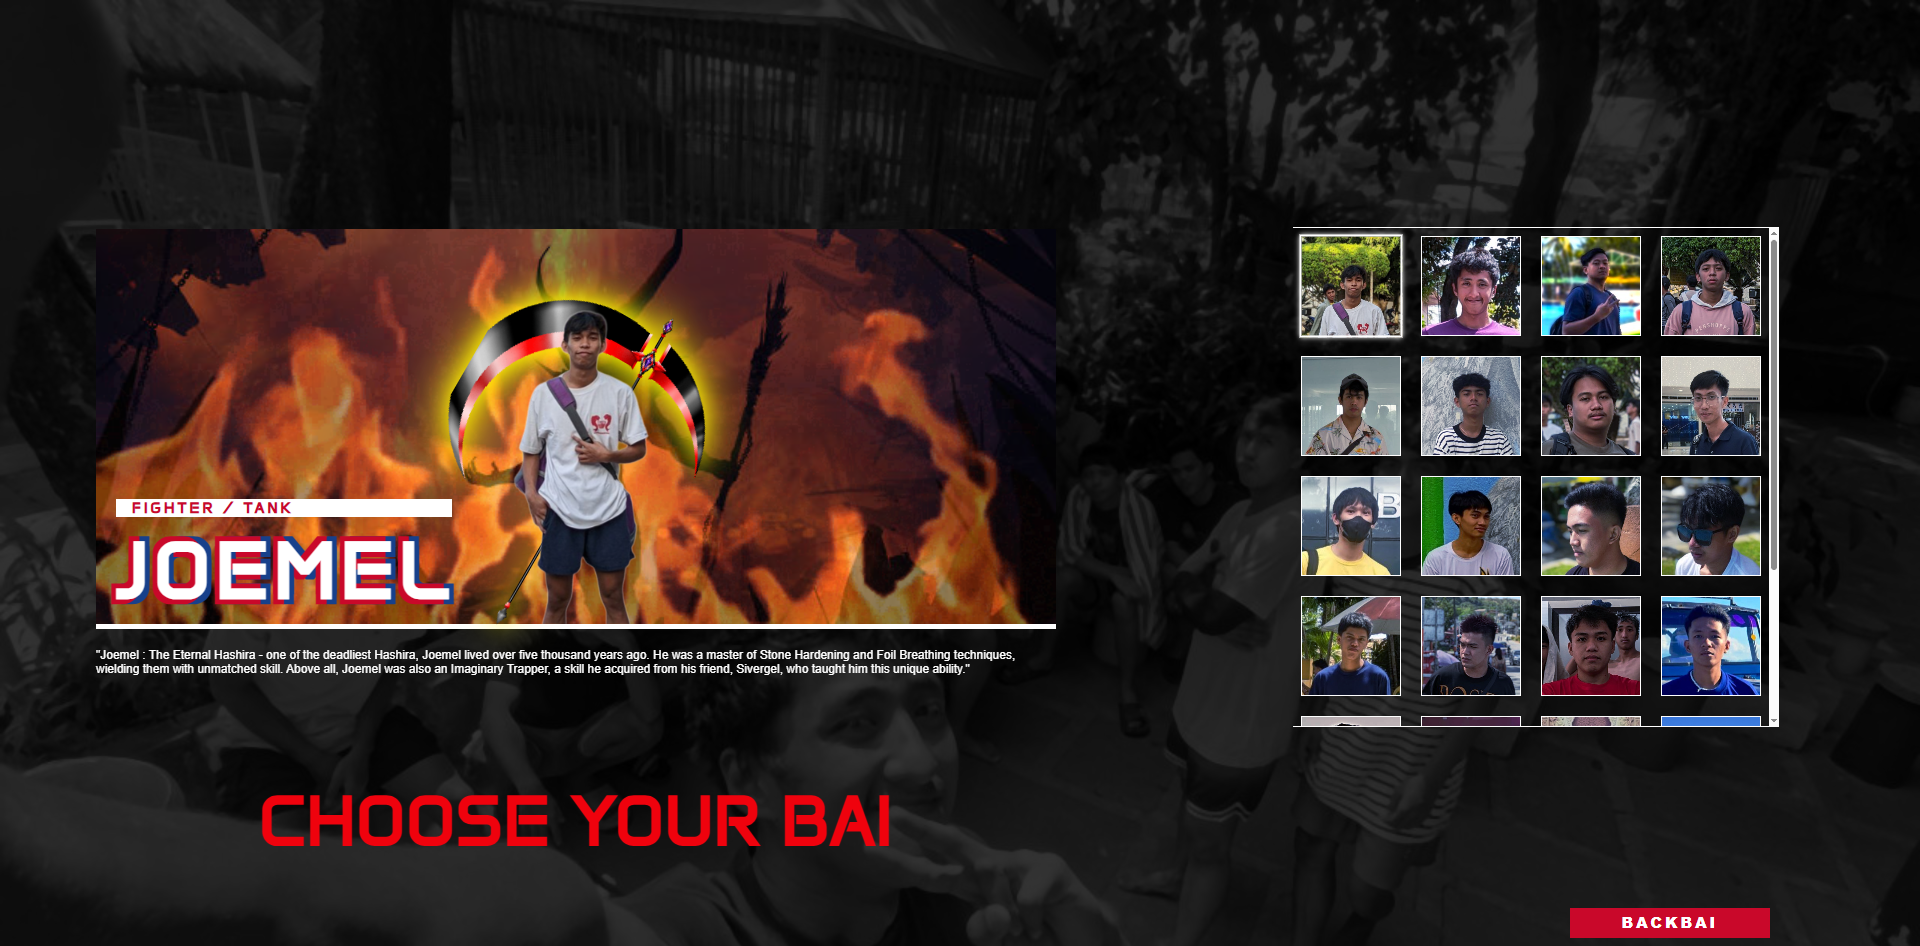 FIGHTER / TANK
JOEMEL
"Joemel : The Eternal Hashira - one of the deadliest Hashira, Joemel lived over five thousand years ago. He was a master of Stone Hardening and Foil Breathing techniques,
wielding them with unmatched skill. Above all, Joemel was also an Imaginary Trapper, a skill he acquired from his friend, Sivergel, who taught him this unique ability."
CHOOSE YOUR BAI
BACKBAI